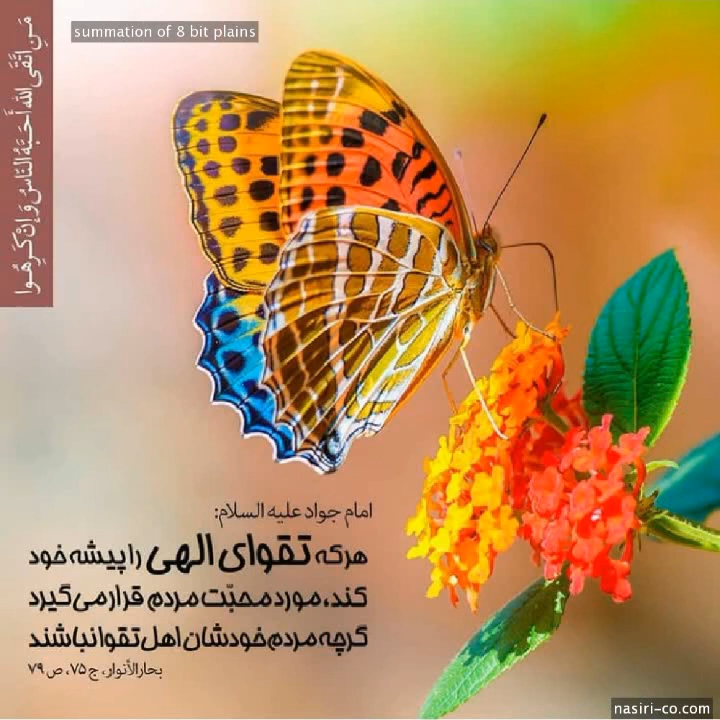 summation of 8 bit plains
مَنِ اتَّقَى اللهَ أَحَبَّهُ النّاسُ وَ إنْ کَرِهُوا
امام جواد علیه السلام:
هرکه تقوای الهی را پیشه خود
کند، مورد محبّت مردم قرار می‌گیرد
گرچه مردم خودشان اهل تقوا نباشند
بحارالأنوار، ج ۷۵، ص ۷۹
nasiri-co.com